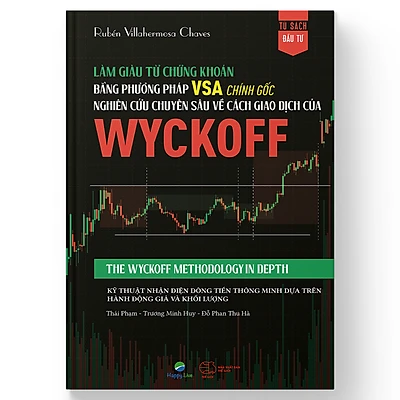 Rubén Villahermosa Chaves
TỦ SÁCH
ĐẦU TƯ
LÀM GIÀU TỪ CHỨNG KHOÁN
BẰNG PHƯƠNG PHÁP VSA CHÍNH GỐC
NGHIÊN CỨU CHUYÊN SÂU VỀ CÁCH GIAO DỊCH CỦA
WYCKOFF
THE WYCKOFF METHODOLOGY IN DEPTH
KỸ THUẬT NHẬN DIỆN DÒNG TIỀN THÔNG MINH DỰA TRÊN
HÀNH ĐỘNG GIÁ VÀ KHỐI LƯỢNG
Thái Phạm - Trương Minh Huy - Đỗ Phan Thu Hà
Happy Live